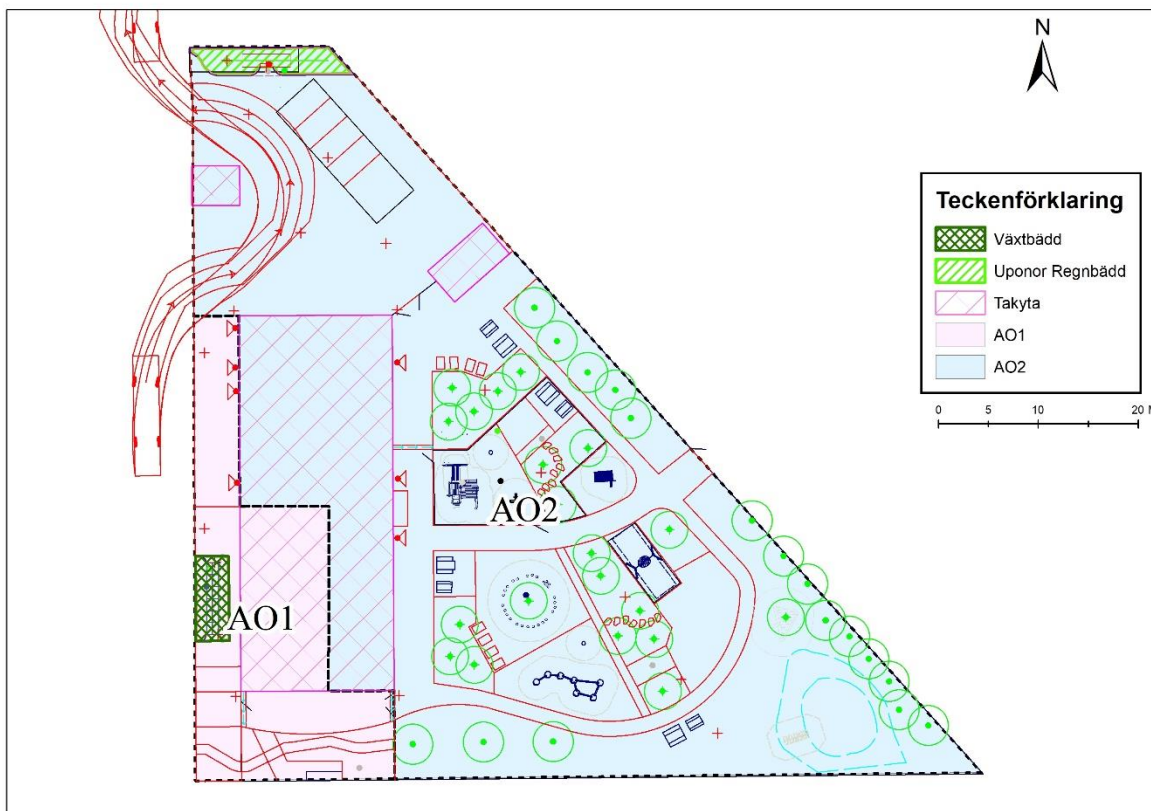 N
Teckenförklaring
Växtbädd
Uponor Regnbädd
Takyta
AO1
AO2
0 5 10 20 M
AO2
AO1